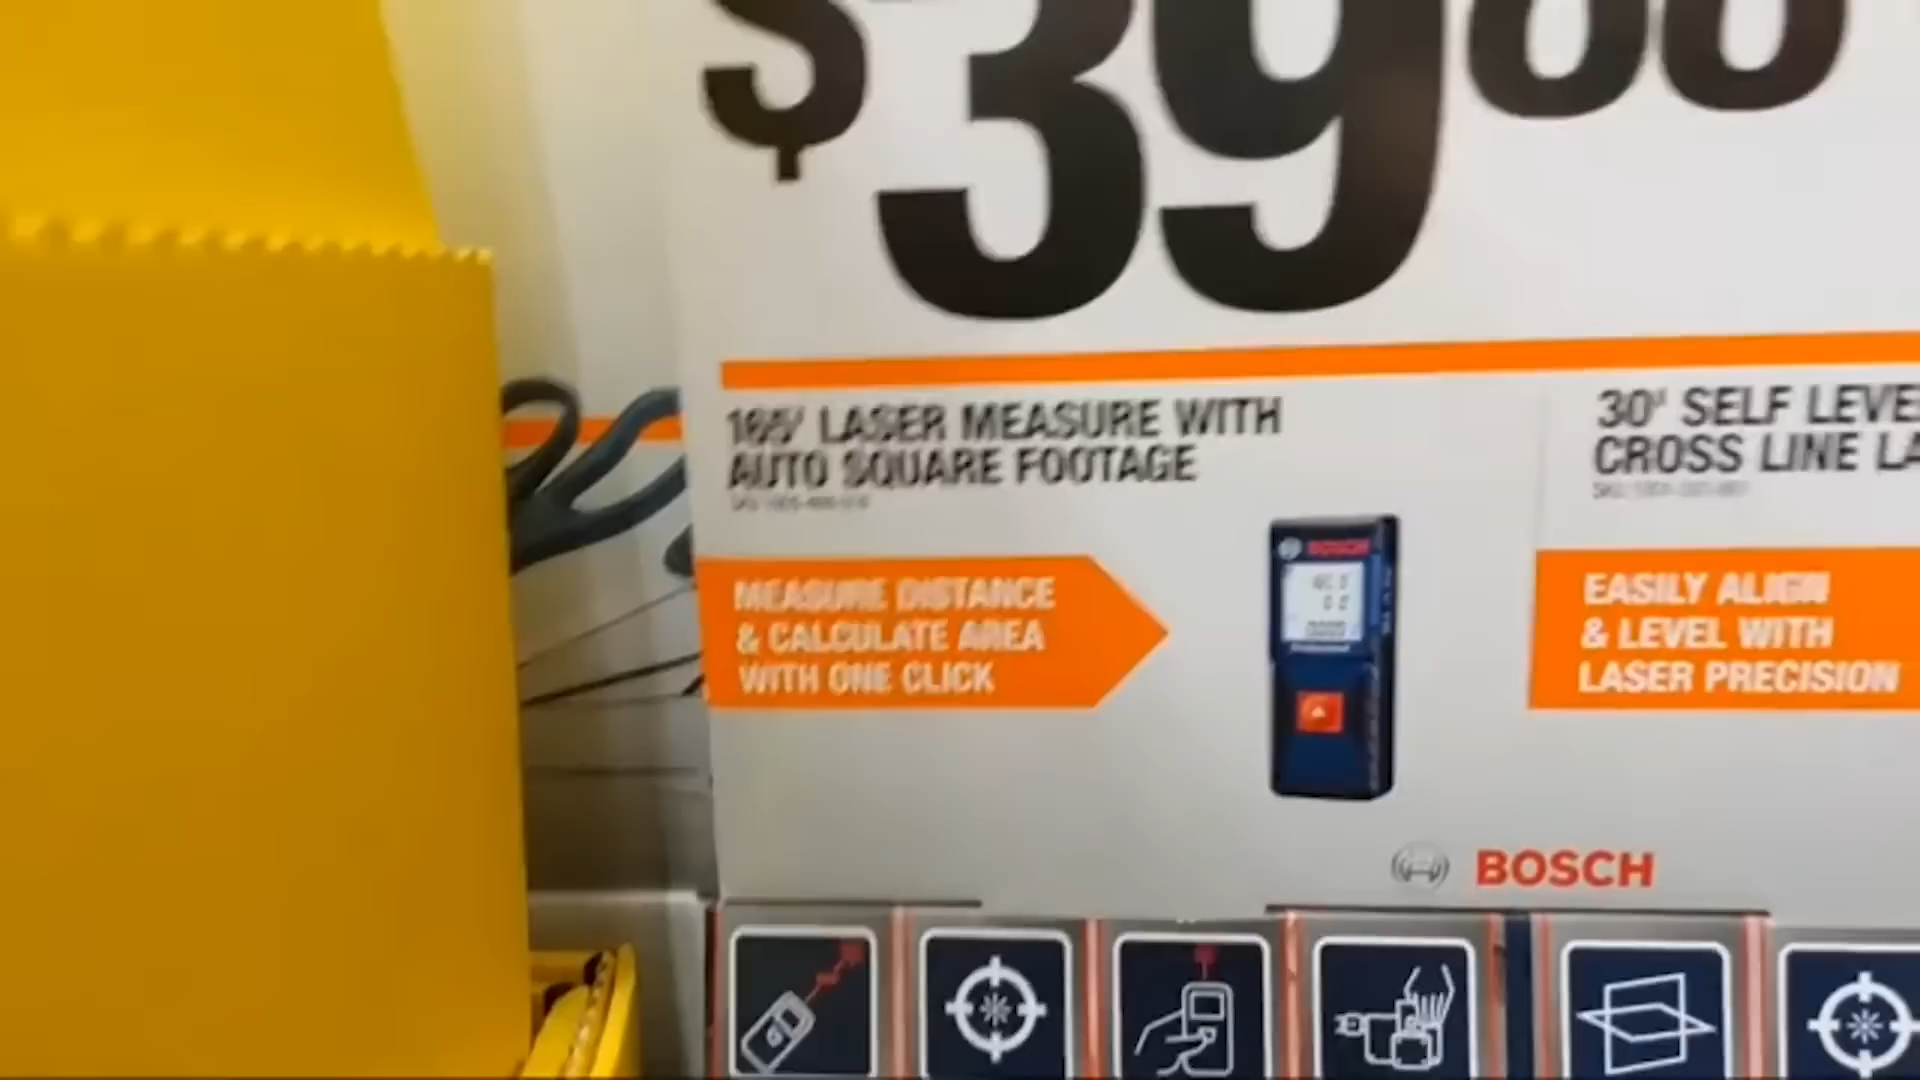 $39
165' LASER MEASURE WITH
AUTO SQUARE FOOTAGE
MEASURE DISTANCE
& CALCULATE AREA
WITH ONE CLICK
BOSCH
30' SELF LEVE
CROSS LINE LA
EASILY ALIGN
& LEVEL WITH
LASER PRECISION
BOSCH